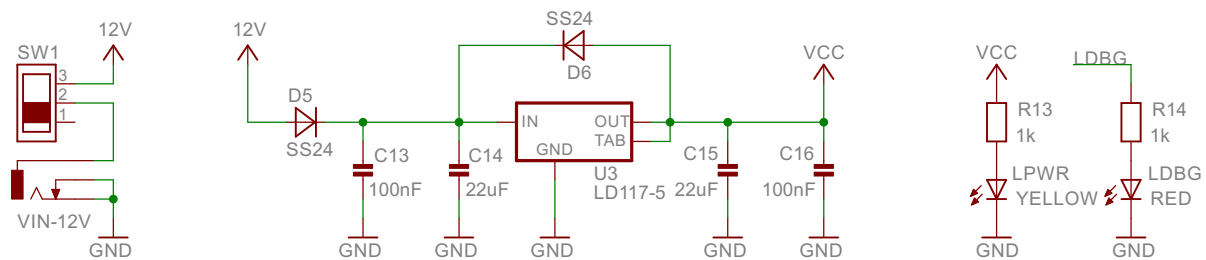 SW1
12V
3
2
1
VIN-12V
GND
12V
D5
SS24
SS24
D6
C13
100nF
GND
C14
22uF
GND
IN
OUT
TAB
GND
U3
LD117-5
GND
VCC
C15
22uF
GND
C16
100nF
GND
VCC
R13
1k
LPWR
YELLOW
GND
LDBG
R14
1k
LDBG
RED
GND